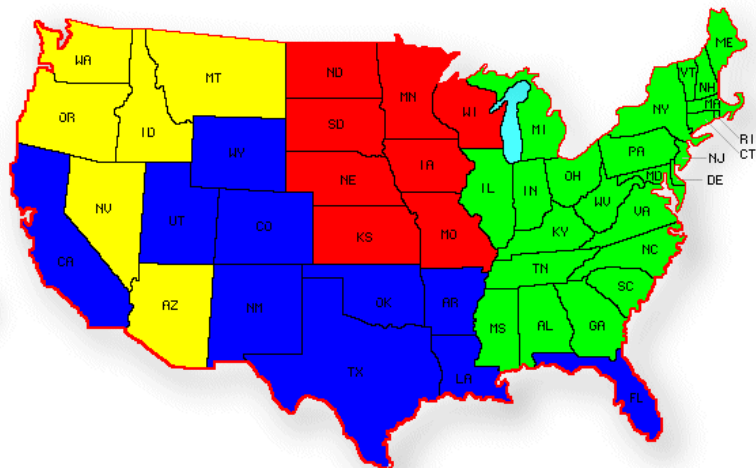 WA
MT
ND
MN
ME
VT
NH
OR
ID
SD
WI
MI
NY
MA
RI
CT
WY
NE
IA
PA
NJ
NV
UT
CO
IL
IN
OH
MD
DE
WV
VA
KS
MO
KY
CA
TN
NC
AZ
NM
OK
AR
SC
MS
AL
GA
TX
LA
FL